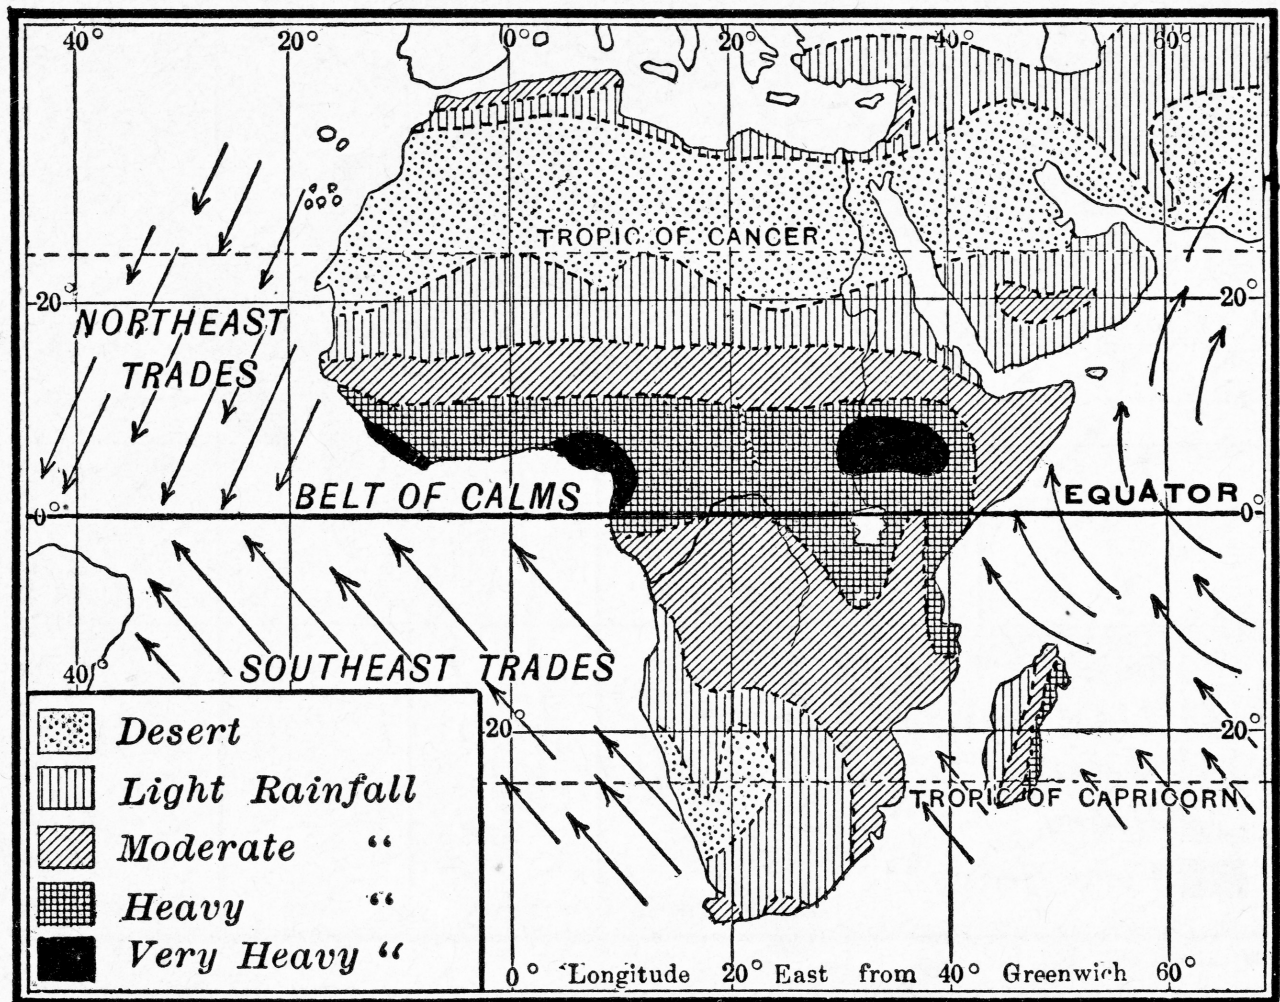 40° 20° 0° 20° 40° 60°
TROPIC OF CANCER
20° 20°
NORTHEAST
TRADES
BELT OF CALMS
EQUATOR
0° 0°
SOUTHEAST TRADES
40°
20° 20°
TROPIC OF CAPRICORN
Desert
Light Rainfall
Moderate "
Heavy "
Very Heavy "
0° Longitude 20° East from 40° Greenwich 60°